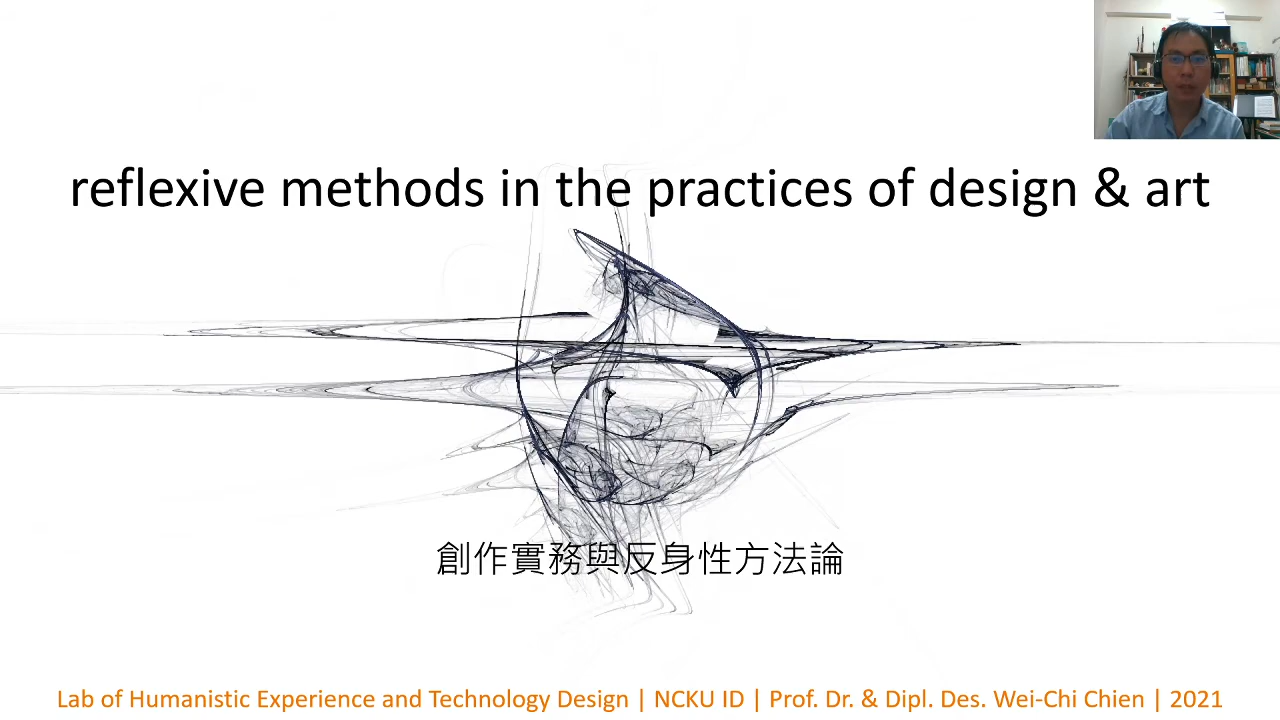 reflexive methods in the practices of design & art
創作實務與反身性方法論
Lab of Humanistic Experience and Technology Design | NCKU ID | Prof. Dr. & Dipl. Des. Wei-Chi Chien | 2021